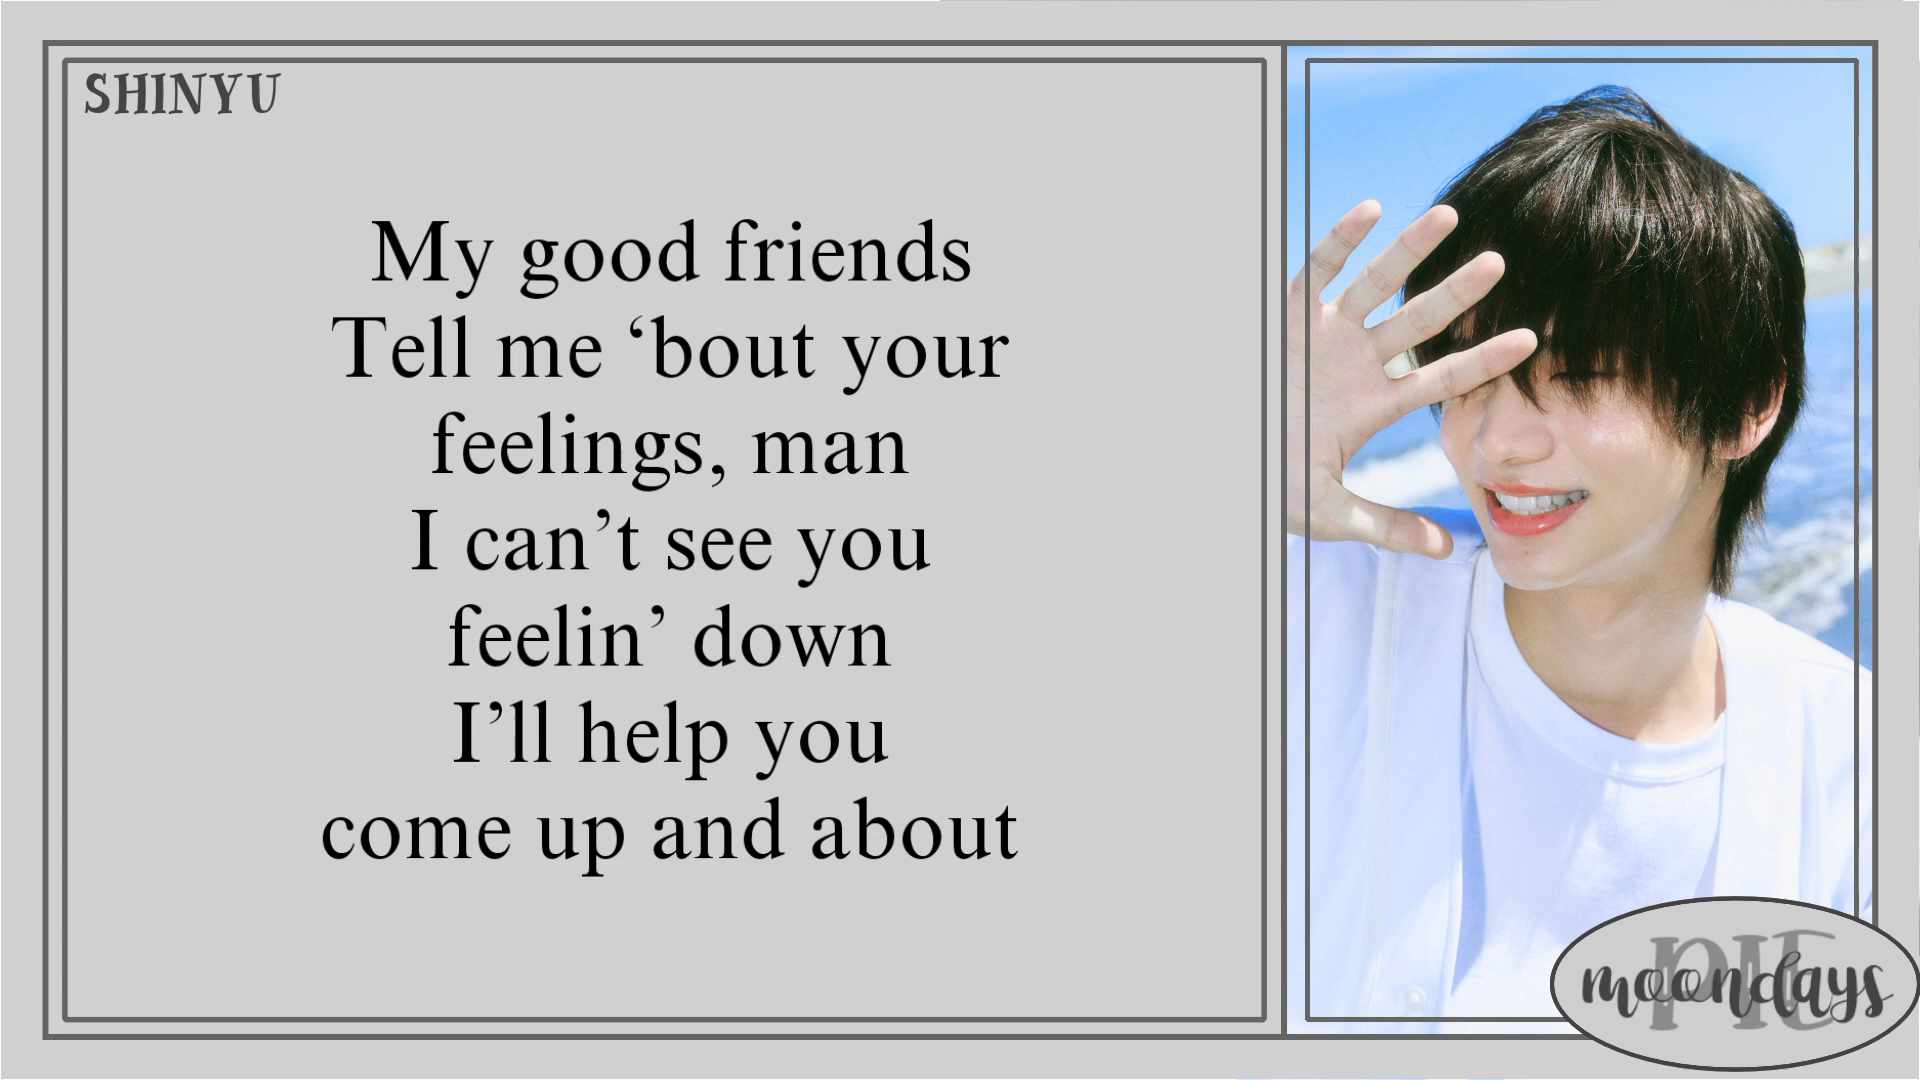 SHINYU
My good friends
Tell me ‘bout your
feelings, man
I can’t see you
feelin’ down
I’ll help you
come up and about
PIE
moondays